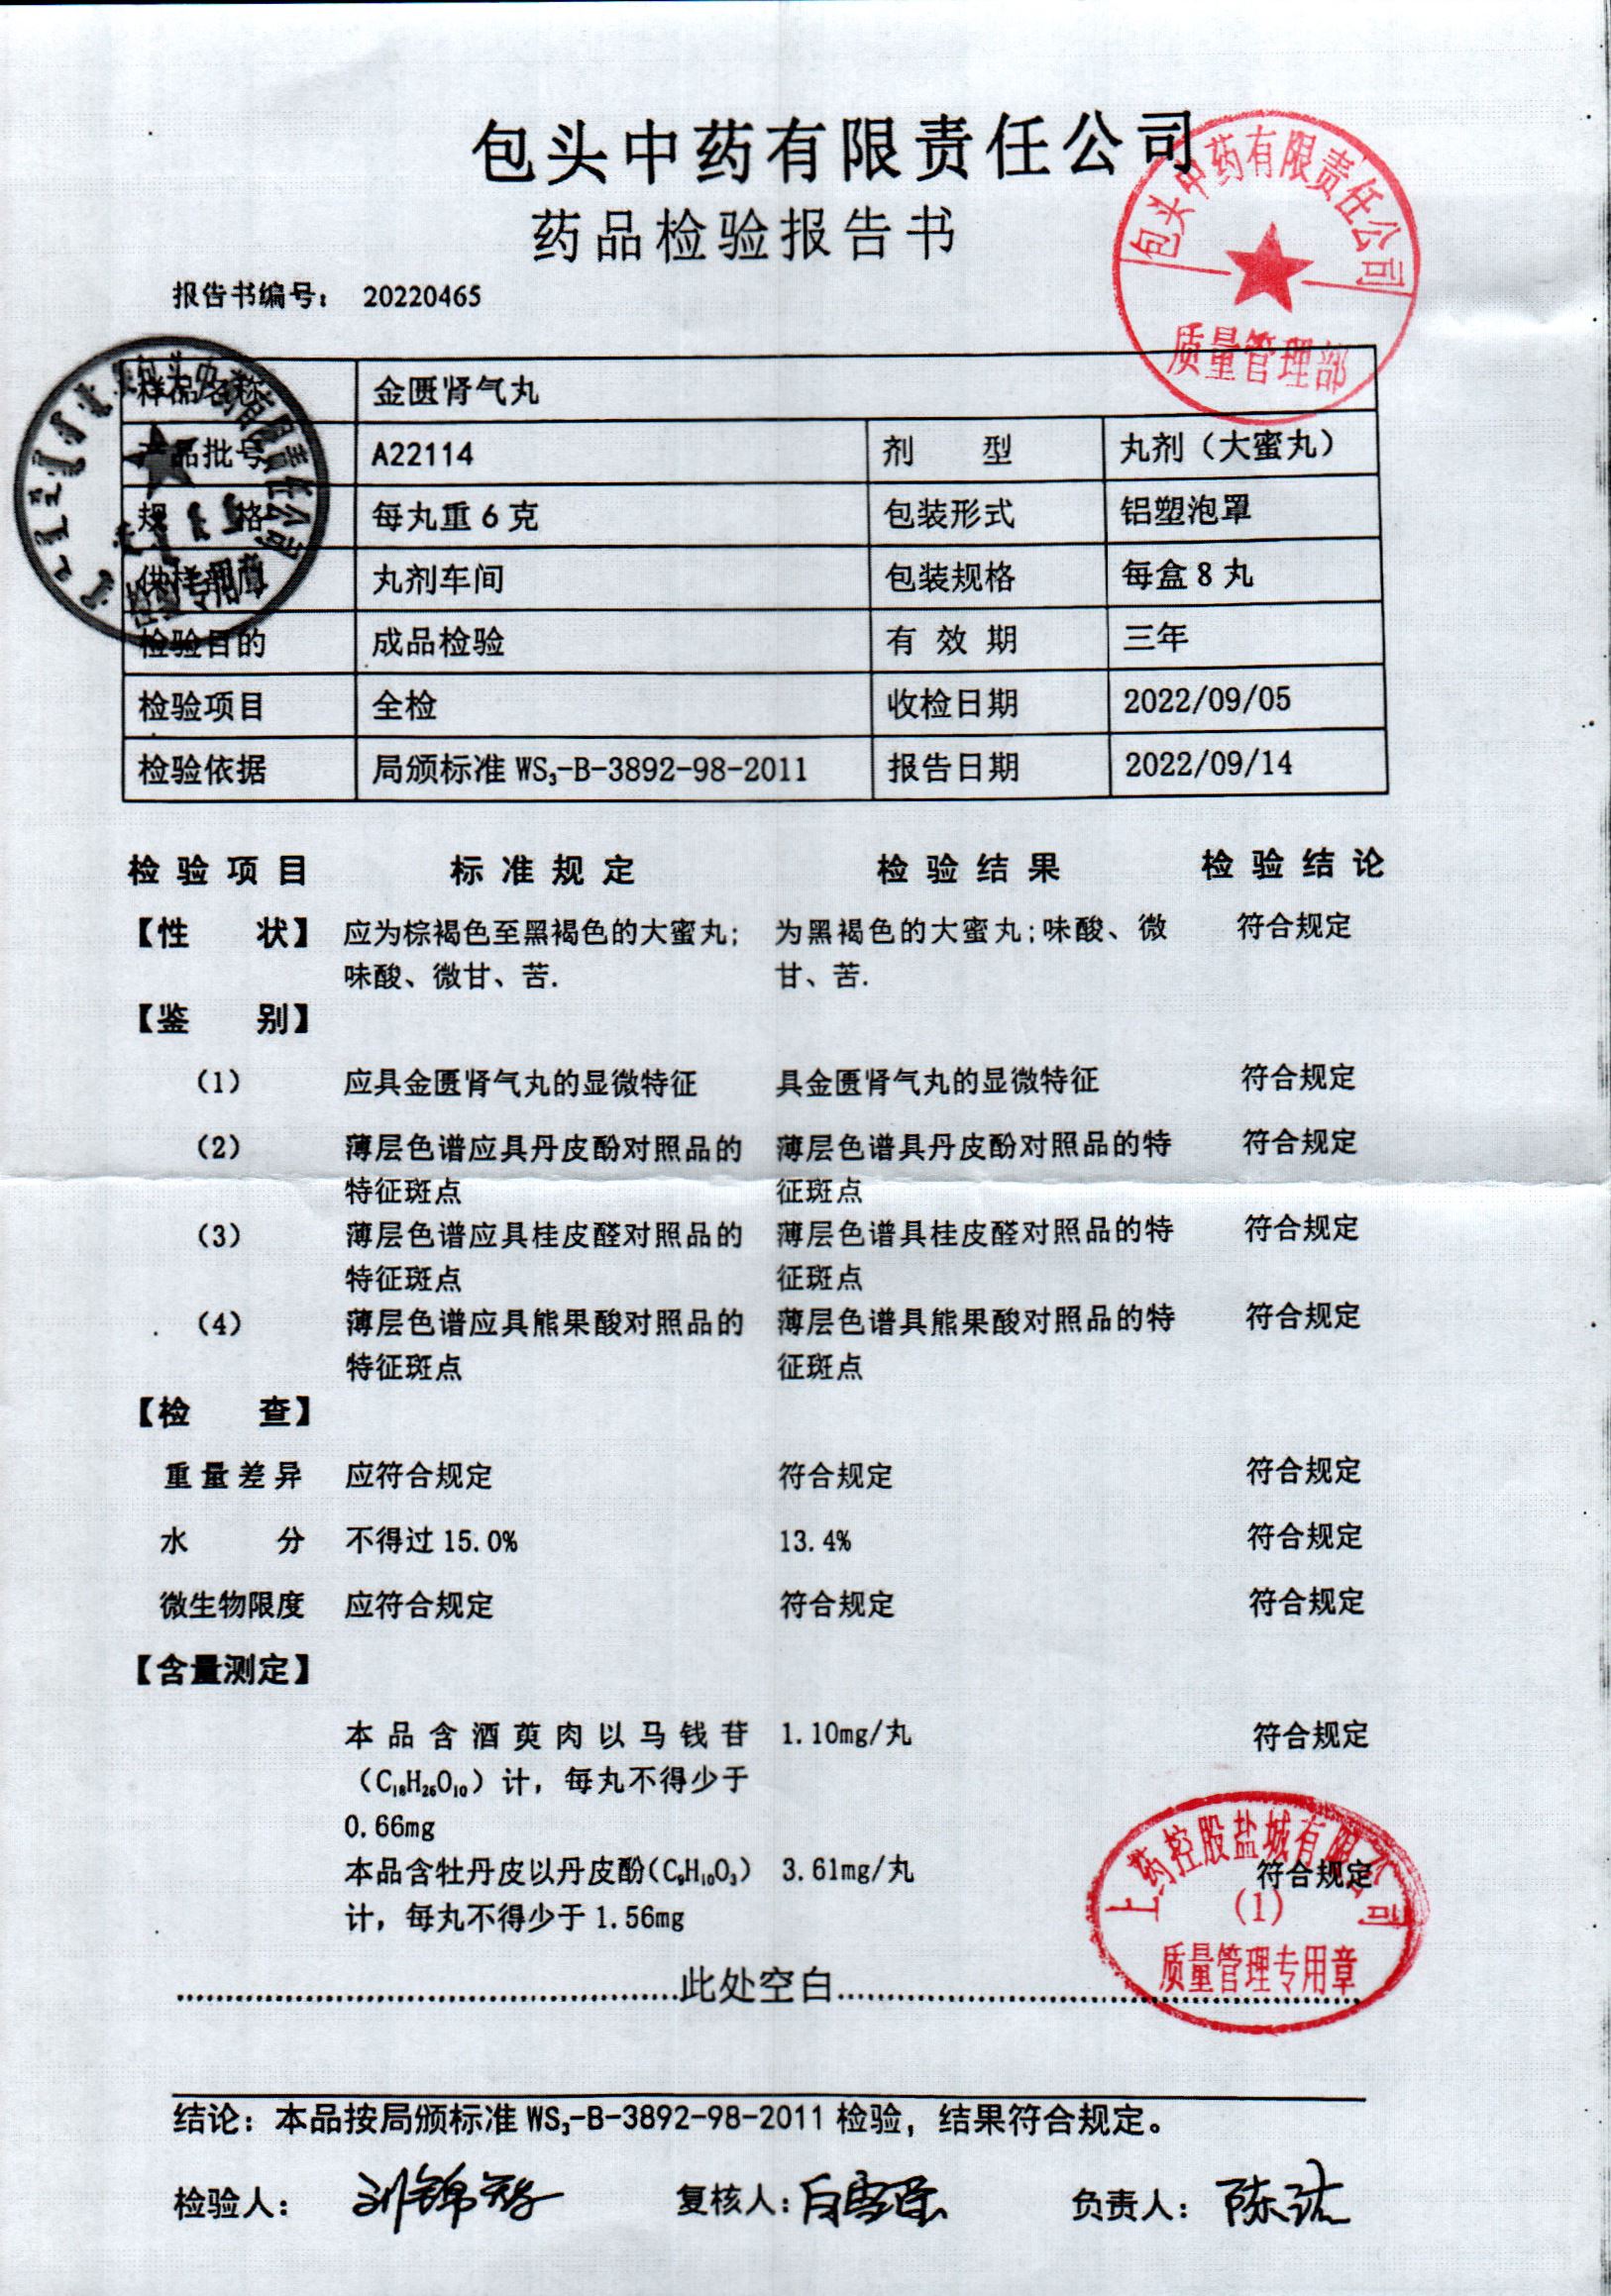 包头中药有限责任公司
药品检验报告书
报告书编号： 20220465
包头中药有限责任公司
质量管理部
样品名称 金匮肾气丸
产品批号 A22114 剂 型 丸剂（大蜜丸）
规 格 每丸重6克 包装形式 铝塑泡罩
供样部门 丸剂车间 包装规格 每盒8丸
检验目的 成品检验 有 效 期 三年
检验项目 全检 收检日期 2022/09/05
检验依据 局颁标准WS₃-B-3892-98-2011 报告日期 2022/09/14
检 验 项 目 标 准 规 定 检 验 结 果 检 验 结 论
【性 状】 应为棕褐色至黑褐色的大蜜丸； 为黑褐色的大蜜丸；味酸、微 符合规定
味酸、微甘、苦. 甘、苦.
【鉴 别】
（1） 应具金匮肾气丸的显微特征 具金匮肾气丸的显微特征 符合规定
（2） 薄层色谱应具丹皮酚对照品的 薄层色谱具丹皮酚对照品的特 符合规定
特征斑点 征斑点
（3） 薄层色谱应具桂皮醛对照品的 薄层色谱具桂皮醛对照品的特 符合规定
特征斑点 征斑点
（4） 薄层色谱应具熊果酸对照品的 薄层色谱具熊果酸对照品的特 符合规定
特征斑点 征斑点
【检 查】
重量差异 应符合规定 符合规定 符合规定
水 分 不得过15.0% 13.4% 符合规定
微生物限度 应符合规定 符合规定 符合规定
【含量测定】
本品含酒萸肉以马钱苷 1.10mg/丸 符合规定
（C₁₈H₂₆O₁₀）计，每丸不得少于
0.66mg
本品含牡丹皮以丹皮酚（C₉H₁₀O₃） 3.61mg/丸 符合规定
计，每丸不得少于1.56mg
上药控股盐城有限公司
(1)
质量管理专用章
此处空白
结论：本品按局颁标准WS₃-B-3892-98-2011检验，结果符合规定。
检验人： 复核人： 负责人：